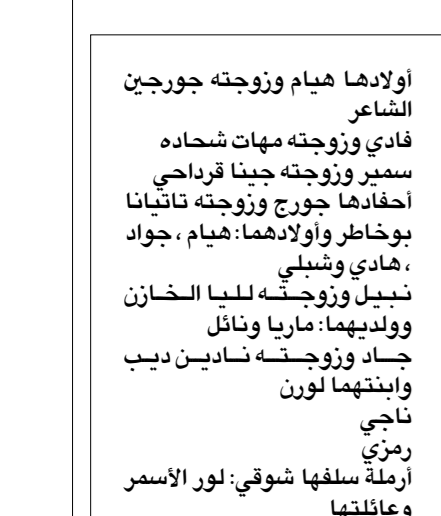 أولادها هيام وزوجته جورجين
الشاعر
فادي وزوجته مهات شحاده
سمير وزوجته جينا قرداحي
أحفادها جورج وزوجته تاتيانا
بوخاطر وأولادهما: هيام ، جواد
، هادي وشبلي
نبيل وزوجته لليا الخازن
وولديهما: ماريا ونائل
جاد وزوجته نادين ديب
وابنتهما لورن
ناجي
رمزي
أرملة سلفها شوقي: لور الأسمر
وعائلتها